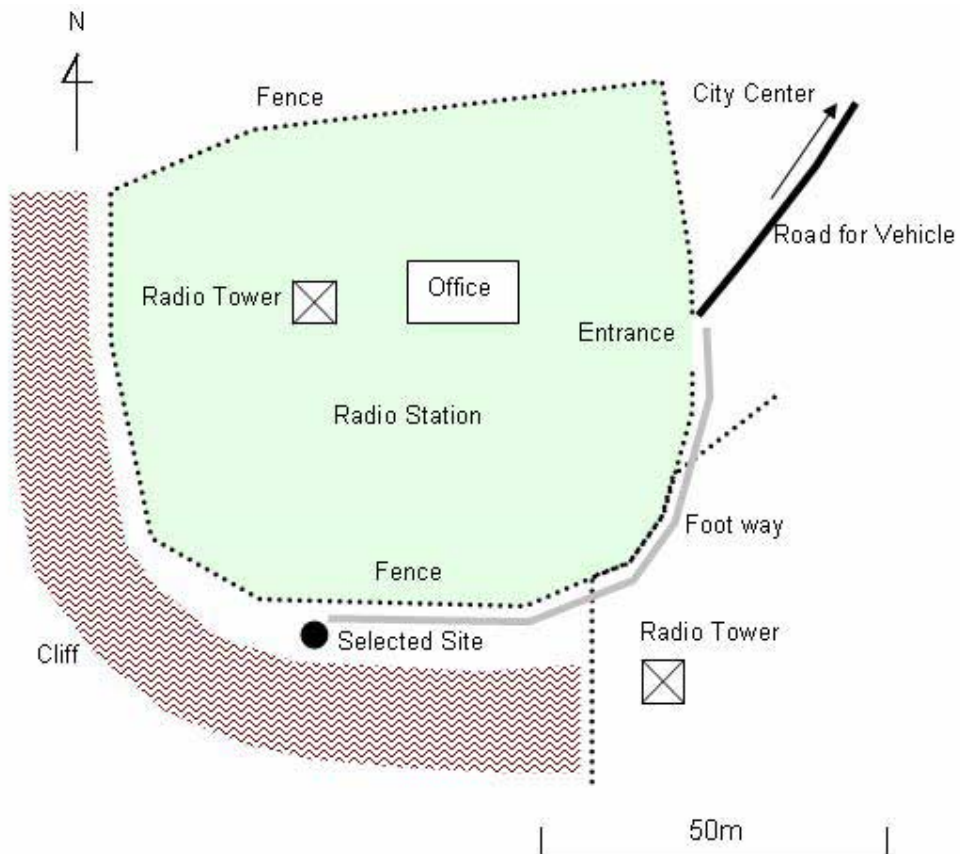 N
Fence
City Center
Road for Vehicle
Radio Tower
Office
Entrance
Radio Station
Foot way
Fence
Selected Site
Radio Tower
Cliff
50m